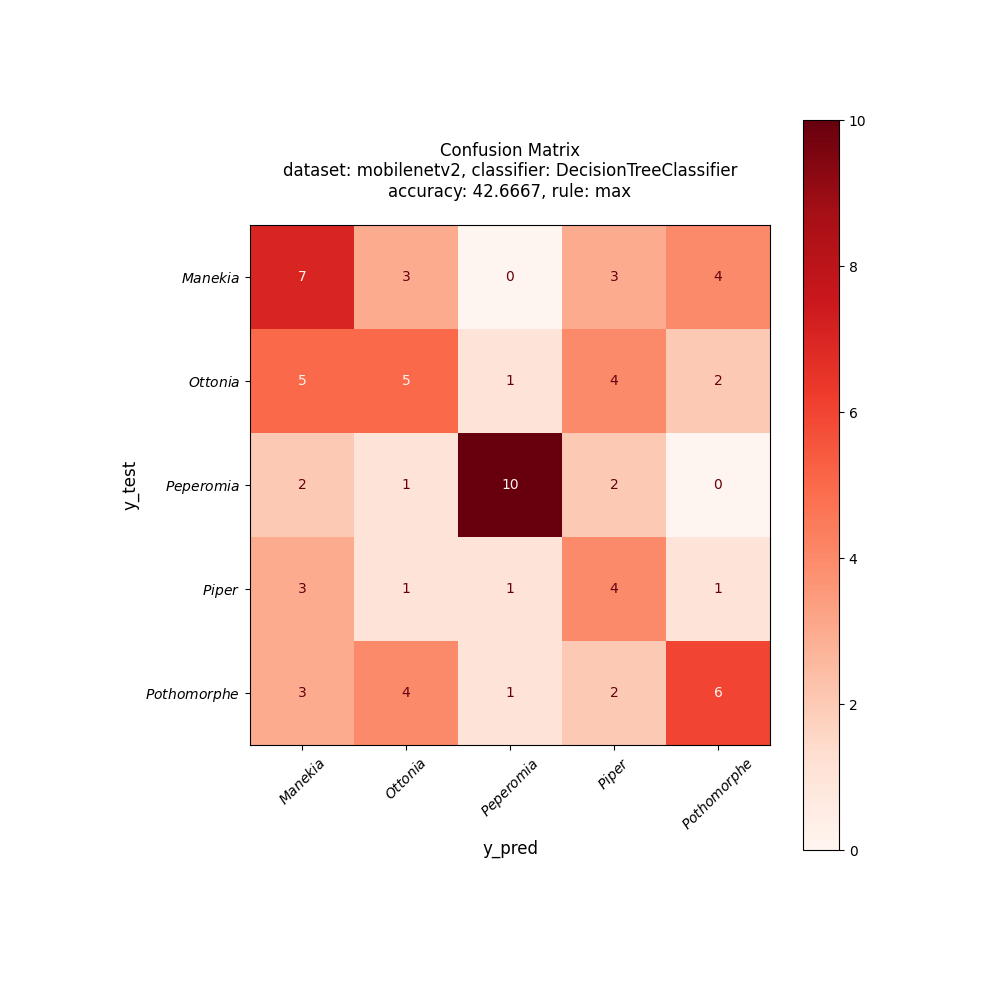 Confusion Matrix
dataset: mobilenetv2, classifier: DecisionTreeClassifier
accuracy: 42.6667, rule: max
Manekia 7 3 0 3 4
Ottonia 5 5 1 4 2
Peperomia 2 1 10 2 0
Piper 3 1 1 4 1
Pothomorphe 3 4 1 2 6
Manekia Ottonia Peperomia Piper Pothomorphe
y_pred
y_test
10
8
6
4
2
0